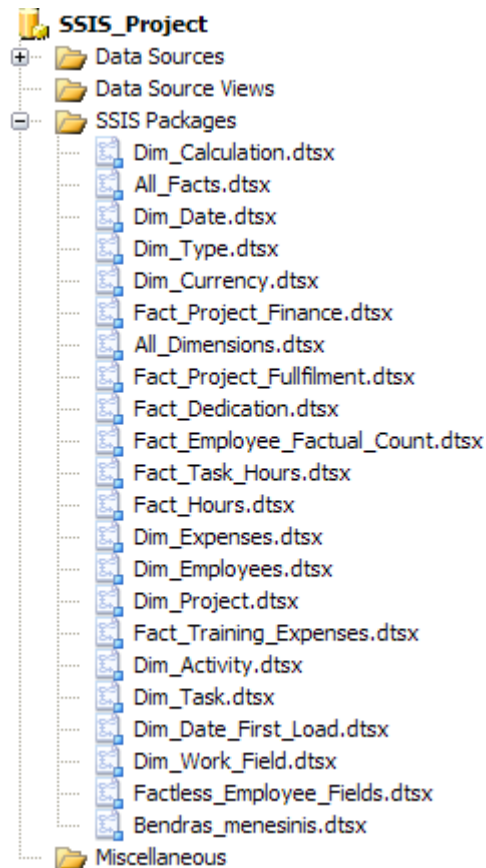 SSIS_Project
Data Sources
Data Source Views
SSIS Packages
Dim_Calculation.dtsx
All_Facts.dtsx
Dim_Date.dtsx
Dim_Type.dtsx
Dim_Currency.dtsx
Fact_Project_Finance.dtsx
All_Dimensions.dtsx
Fact_Project_Fullfilment.dtsx
Fact_Dedication.dtsx
Fact_Employee_Factual_Count.dtsx
Fact_Task_Hours.dtsx
Fact_Hours.dtsx
Dim_Expenses.dtsx
Dim_Employees.dtsx
Dim_Project.dtsx
Fact_Training_Expenses.dtsx
Dim_Activity.dtsx
Dim_Task.dtsx
Dim_Date_First_Load.dtsx
Dim_Work_Field.dtsx
Factless_Employee_Fields.dtsx
Bendras_menesinis.dtsx
Miscellaneous